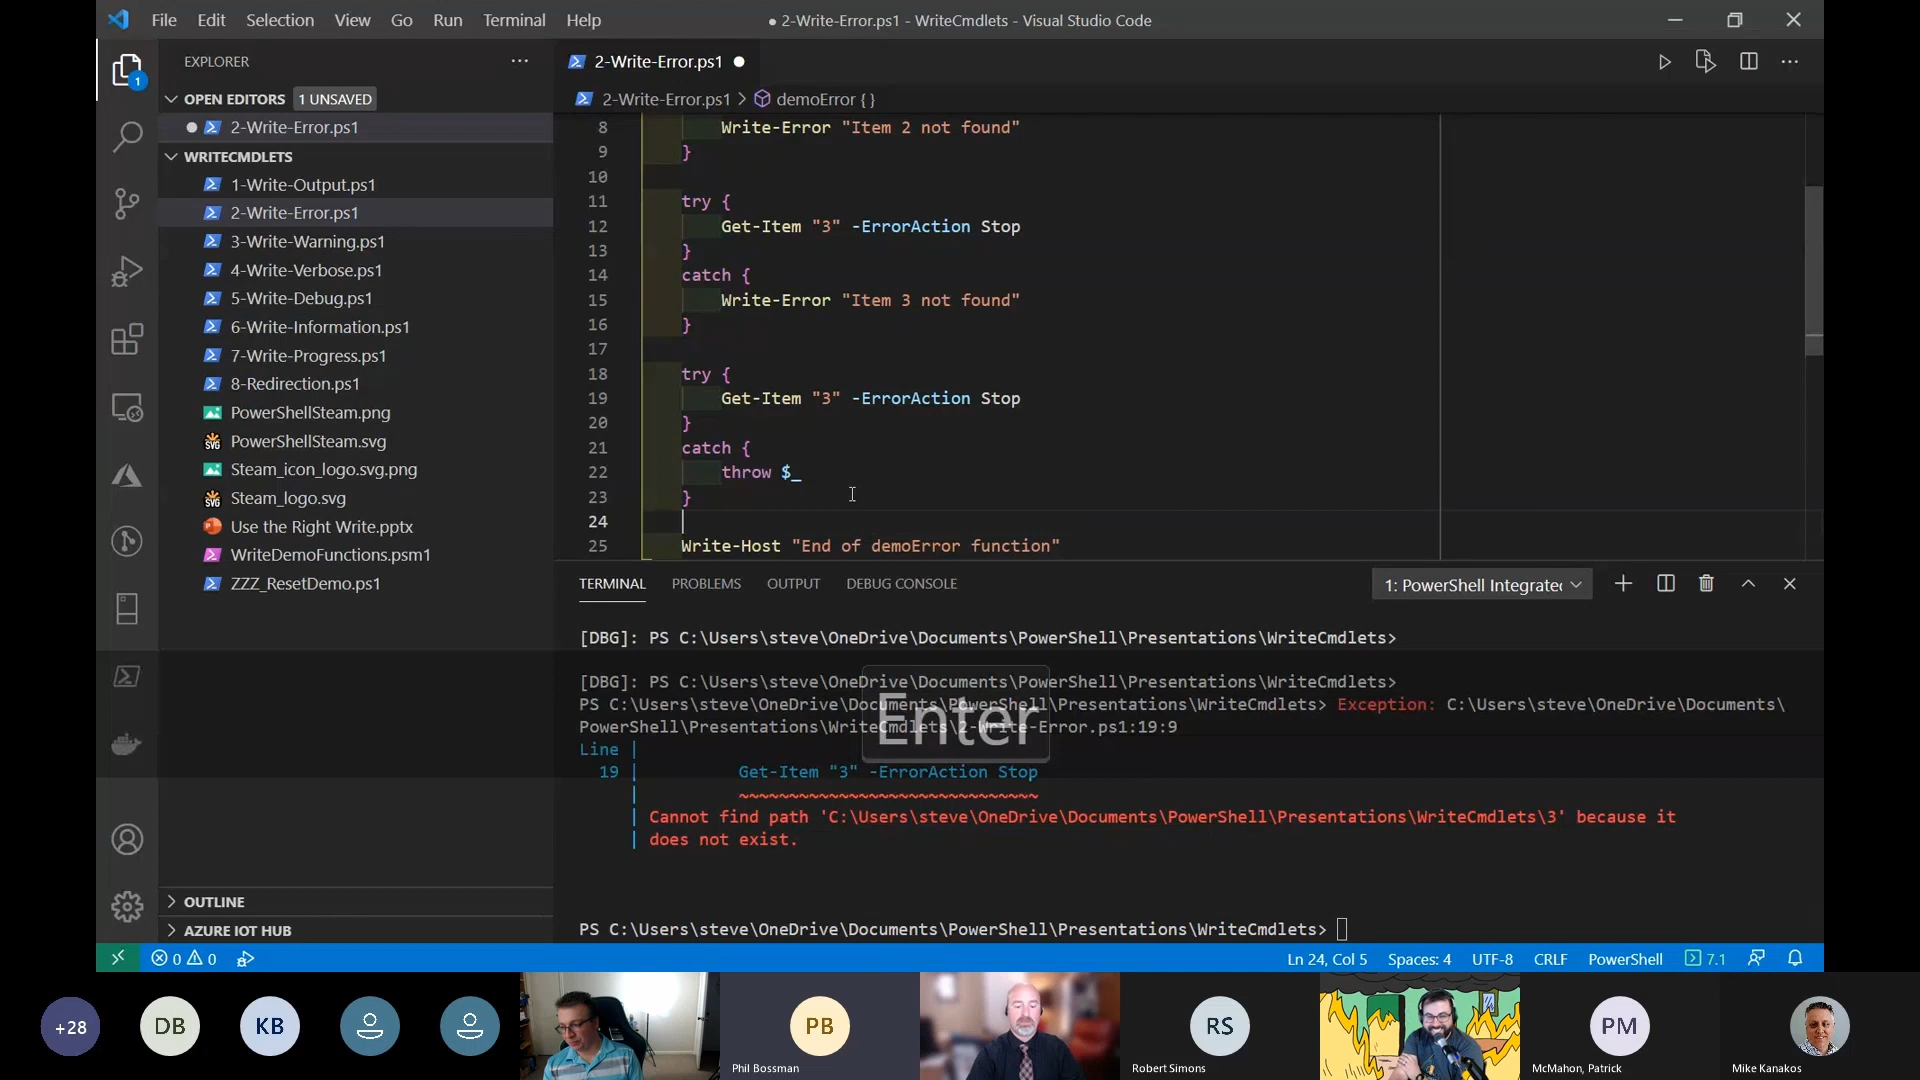 File Edit Selection View Go Run Terminal Help
● 2-Write-Error.ps1 - WriteCmdlets - Visual Studio Code
EXPLORER
OPEN EDITORS 1 UNSAVED
2-Write-Error.ps1
WRITECMDLETS
1-Write-Output.ps1
2-Write-Error.ps1
3-Write-Warning.ps1
4-Write-Verbose.ps1
5-Write-Debug.ps1
6-Write-Information.ps1
7-Write-Progress.ps1
8-Redirection.ps1
PowerShellSteam.png
PowerShellSteam.svg
Steam_icon_logo.svg.png
Steam_logo.svg
Use the Right Write.pptx
WriteDemoFunctions.psm1
ZZZ_ResetDemo.ps1
OUTLINE
AZURE IOT HUB
1
2-Write-Error.ps1
2-Write-Error.ps1 > demoError { }
8 Write-Error "Item 2 not found"
9 }
10
11 try {
12 Get-Item "3" -ErrorAction Stop
13 }
14 catch {
15 Write-Error "Item 3 not found"
16 }
17
18 try {
19 Get-Item "3" -ErrorAction Stop
20 }
21 catch {
22 throw $_
23 }
24
25 Write-Host "End of demoError function"
TERMINAL PROBLEMS OUTPUT DEBUG CONSOLE
1: PowerShell Integrated
[DBG]: PS C:\Users\steve\OneDrive\Documents\PowerShell\Presentations\WriteCmdlets>
[DBG]: PS C:\Users\steve\OneDrive\Documents\PowerShell\Presentations\WriteCmdlets>
PS C:\Users\steve\OneDrive\Documents\PowerShell\Presentations\WriteCmdlets> Exception: C:\Users\steve\OneDrive\Documents\
PowerShell\Presentations\WriteCmdlets\2-Write-Error.ps1:19:9
Enter
Line |
19 | Get-Item "3" -ErrorAction Stop
| ~~~~~~~~~~~~~~~~~~~~~~~~~~~~~~
| Cannot find path 'C:\Users\steve\OneDrive\Documents\PowerShell\Presentations\WriteCmdlets\3' because it
| does not exist.
PS C:\Users\steve\OneDrive\Documents\PowerShell\Presentations\WriteCmdlets>
0 0
Ln 24, Col 5 Spaces: 4 UTF-8 CRLF PowerShell 7.1
+28 DB KB PB RS PM
Phil Bossman
Robert Simons
McMahon, Patrick
Mike Kanakos
SVG
SVG